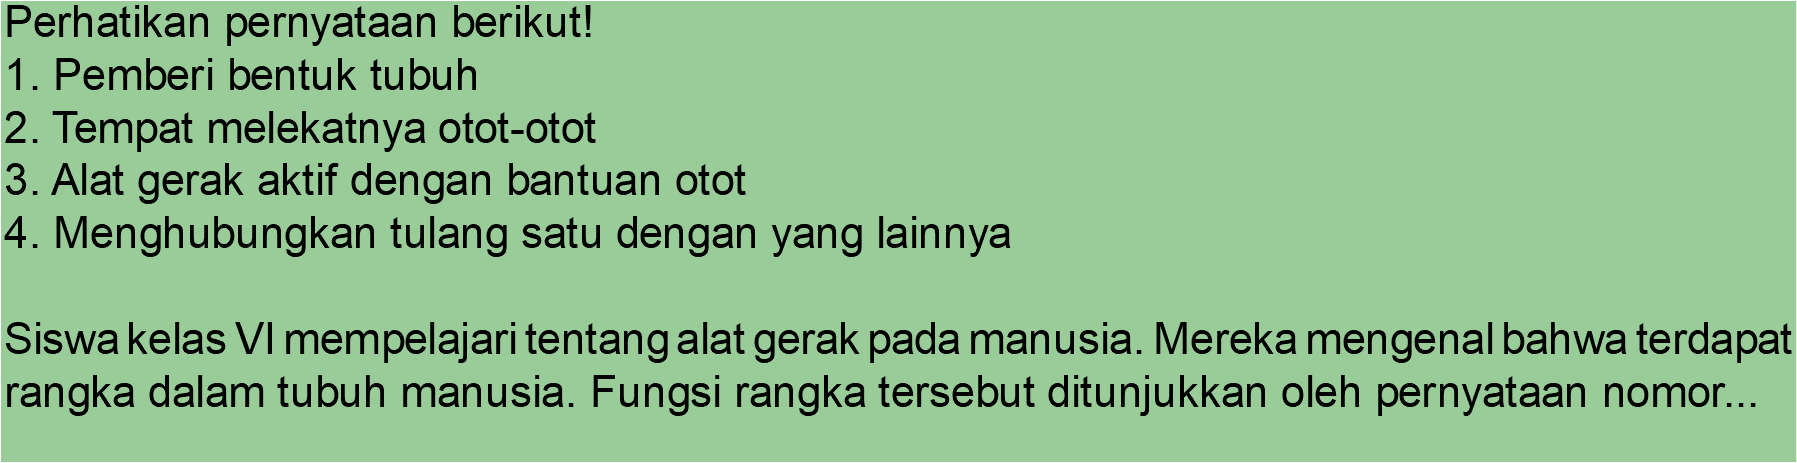 Perhatikan pernyataan berikut!
1. Pemberi bentuk tubuh
2. Tempat melekatnya otot-otot
3. Alat gerak aktif dengan bantuan otot
4. Menghubungkan tulang satu dengan yang lainnya
Siswa kelas VI mempelajari tentang alat gerak pada manusia. Mereka mengenal bahwa terdapat
rangka dalam tubuh manusia. Fungsi rangka tersebut ditunjukkan oleh pernyataan nomor...